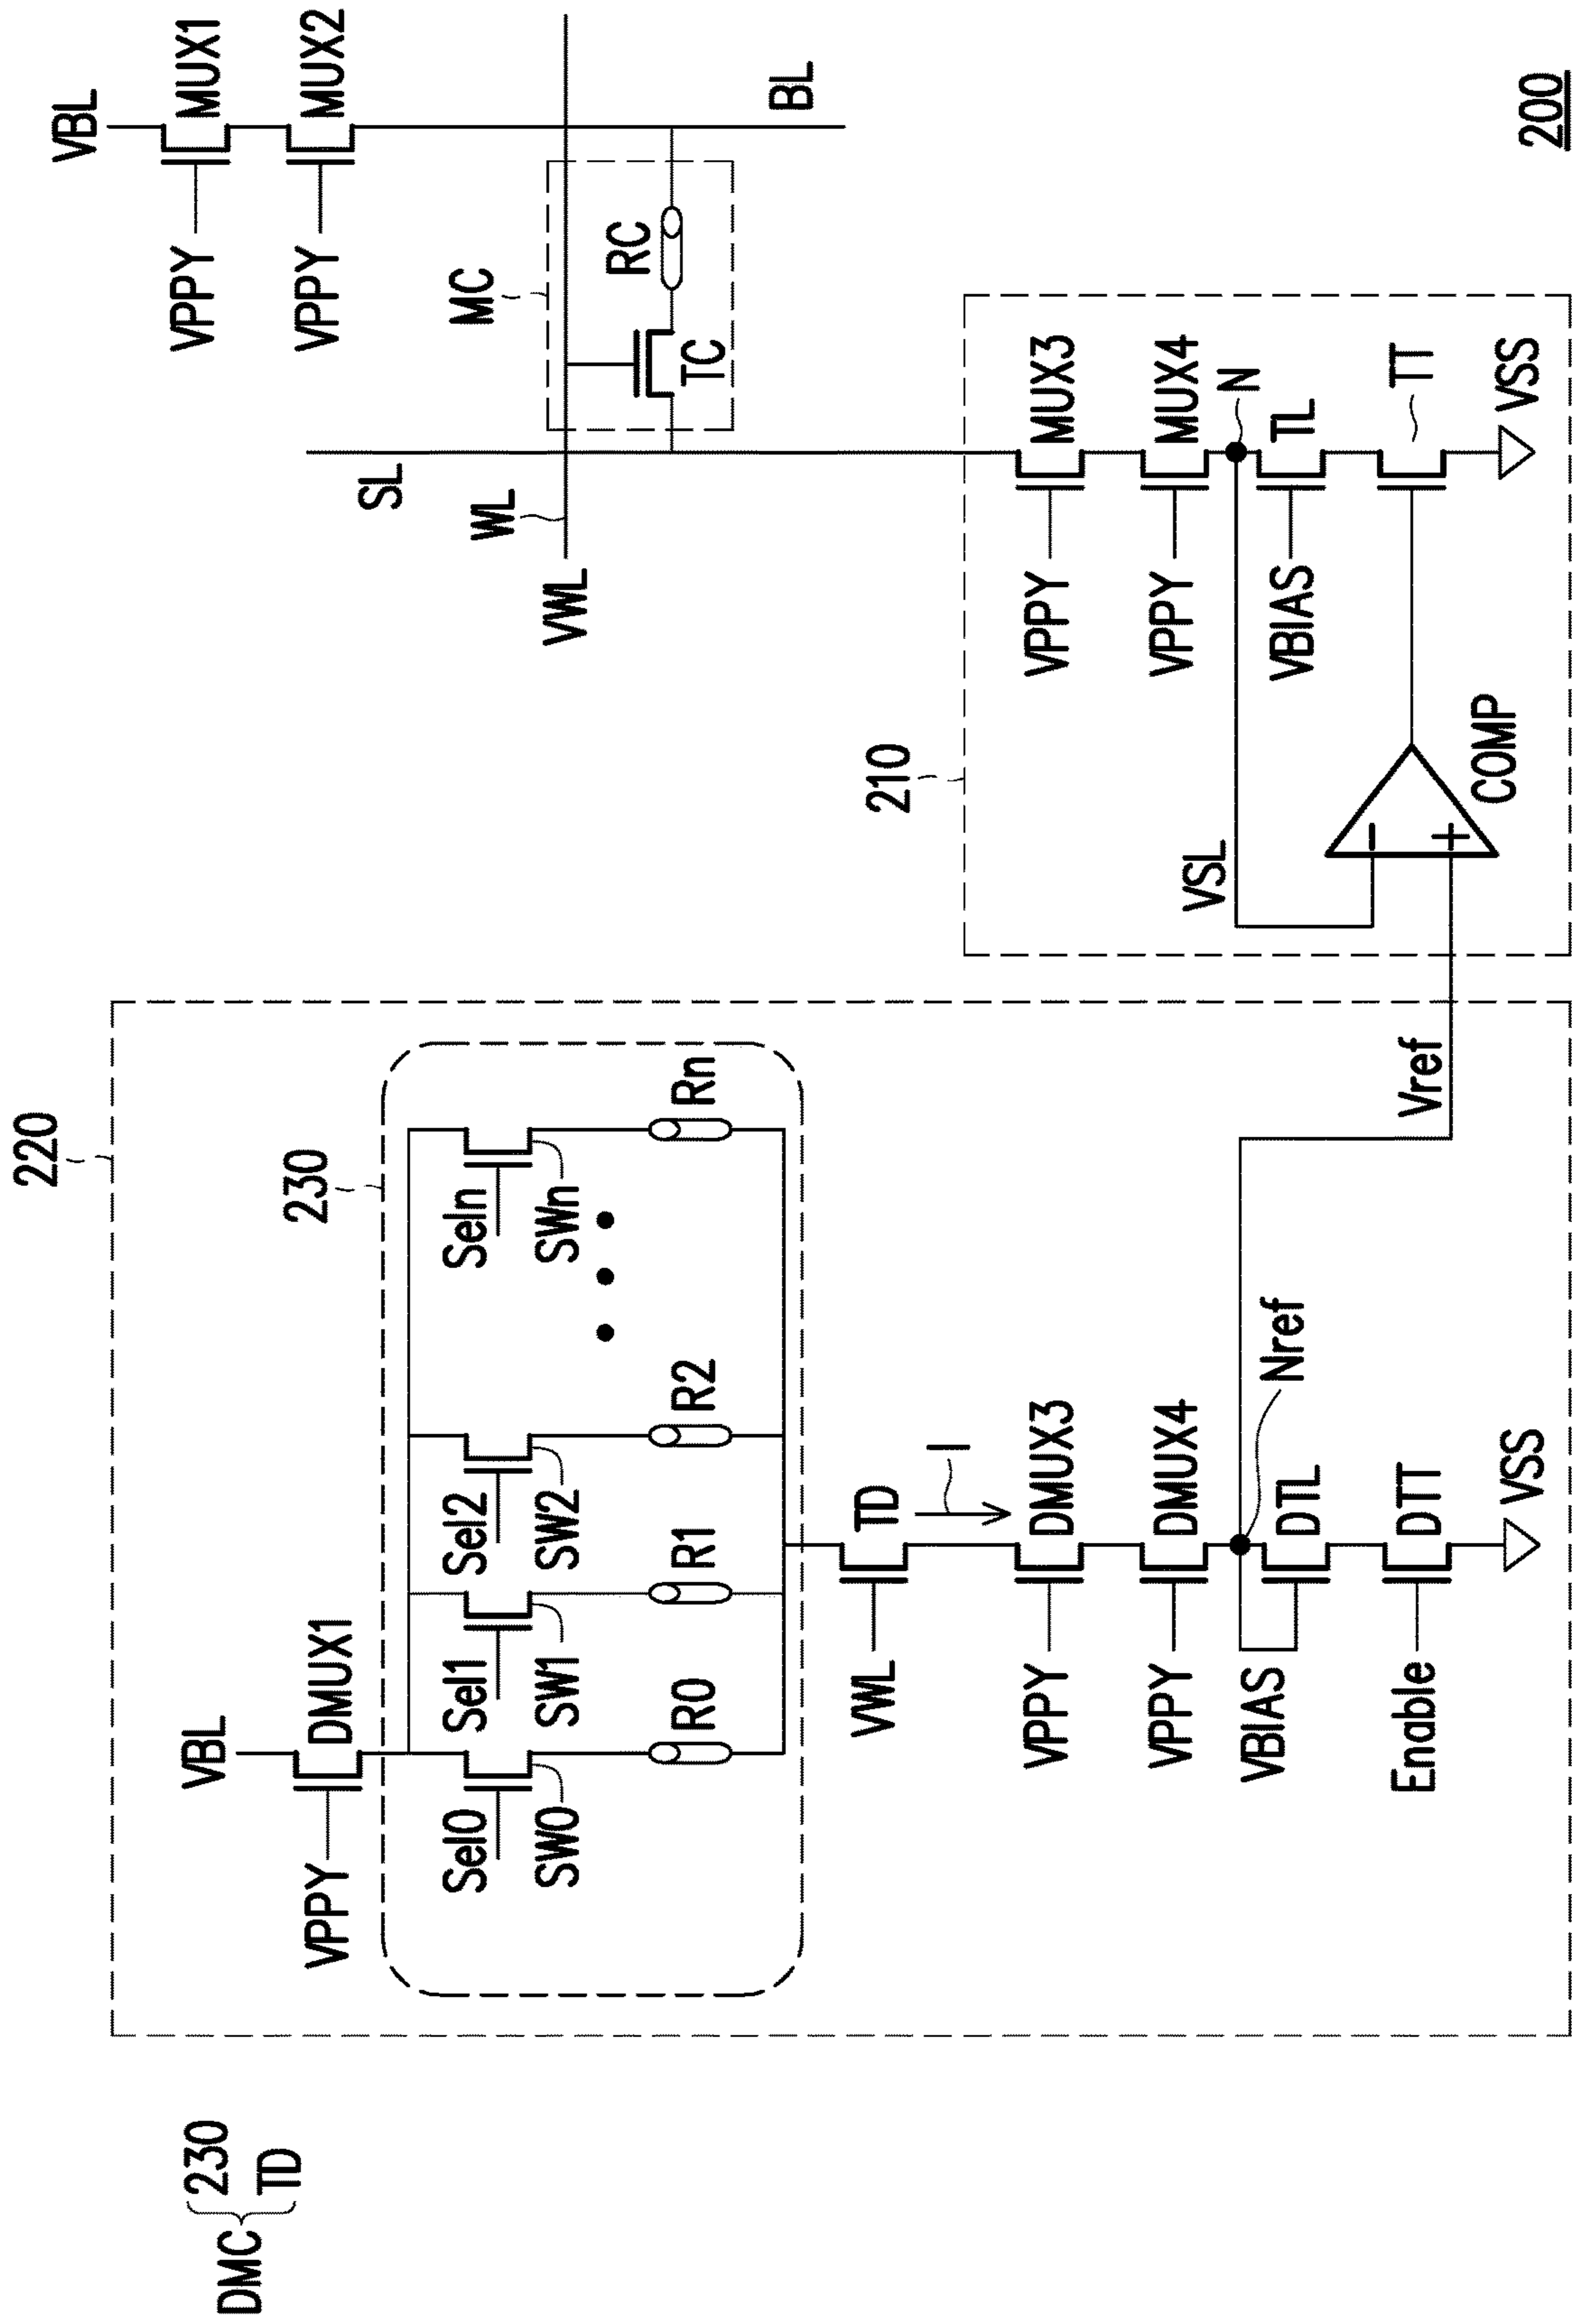 220
VBL
VPPY
DMUX1
230
Sel0
SW0
R0
Sel1
SW1
R1
Sel2
SW2
R2
Seln
SWn
Rn
VWL
TD
I
VPPY
DMUX3
VPPY
DMUX4
Nref
VBIAS
DTL
Enable
DTT
VSS
Vref
DMC
230
TD
VBL
VPPY
MUX1
VPPY
MUX2
SL
WL
VWL
MC
TC
RC
BL
210
VPPY
MUX3
VPPY
MUX4
N
VSL
VBIAS
TL
TT
COMP
-
+
VSS
200